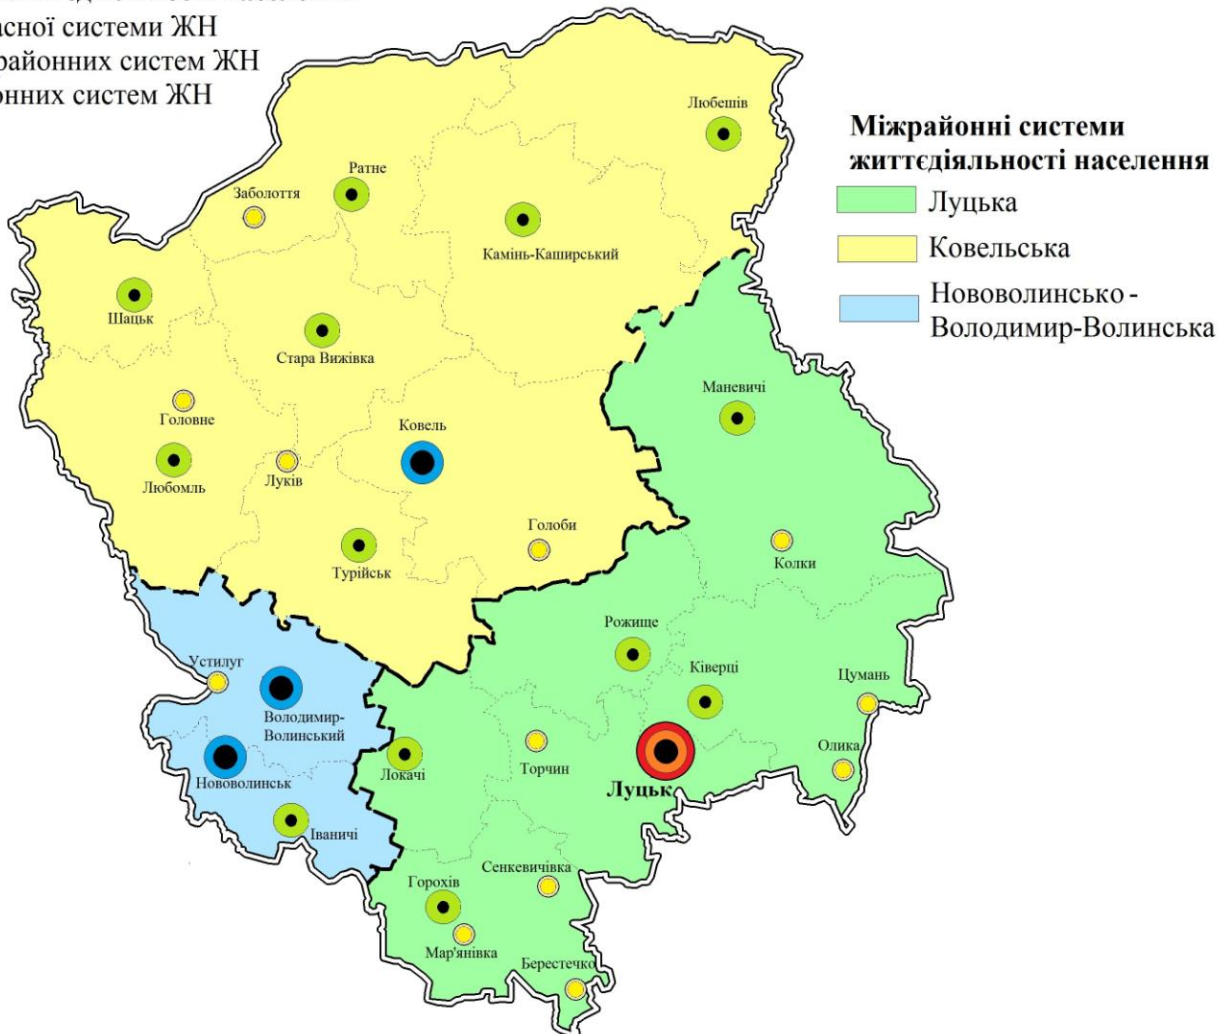 асної системи ЖН
районних систем ЖН
онних систем ЖН
Міжрайонні системи
життєдіяльності населення
Луцька
Ковельська
Нововолинсько-
Володимир-Волинська
Любешів
Ратне
Заболоття
Камінь-Каширський
Шацьк
Стара Вижівка
Маневичі
Головне
Ковель
Любомль
Луків
Голоби
Турійськ
Колки
Рожище
Устилуг
Ківерці
Цумань
Володимир-
Волинський
Олика
Торчин
Локачі
Нововолинськ
Луцьк
Іваничі
Сенкевичівка
Горохів
Мар'янівка
Берестечко